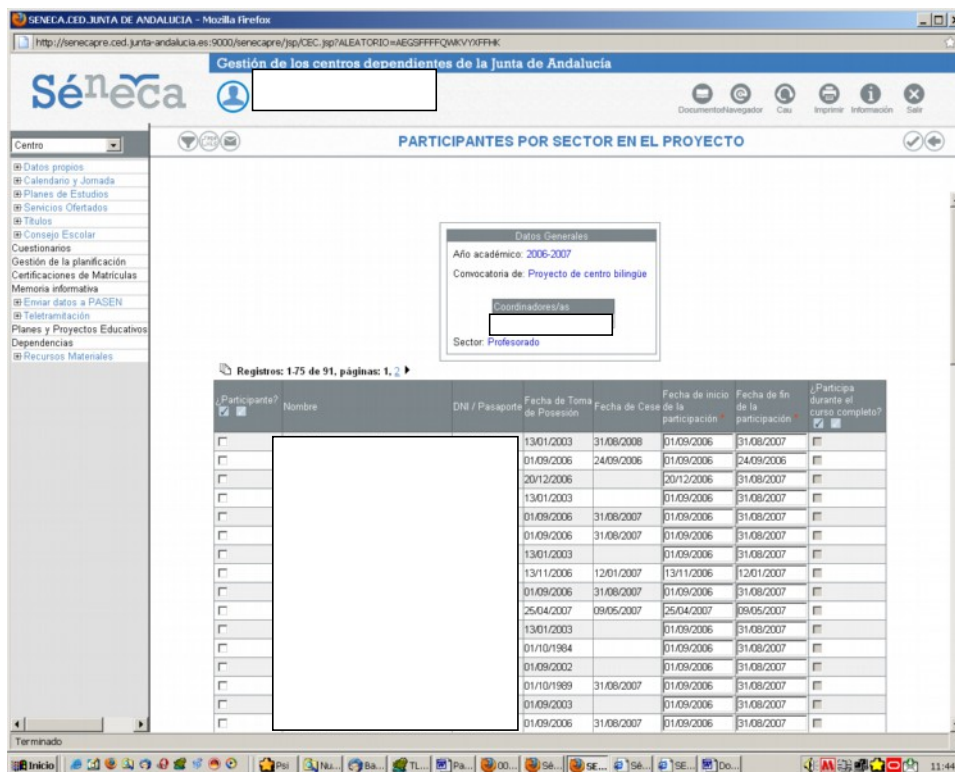 SENECA.CED.JUNTA DE ANDALUCIA - Mozilla Firefox
http://senecapre.ced.junta-andalucia.es:9000/senecapre/jsp/CEC.jsp?ALEATORIO=AEGSFFFFQWKVYXFFHK
Gestión de los centros dependientes de la Junta de Andalucía
Séneca
Documentos Navegador Cau Imprimir Información Salir
Centro
PARTICIPANTES POR SECTOR EN EL PROYECTO
Datos propios
Calendario y Jornada
Planes de Estudios
Servicios Ofertados
Títulos
Consejo Escolar
Cuestionarios
Gestión de la planificación
Certificaciones de Matrículas
Memoria informativa
Enviar datos a PASEN
Teletramitación
Planes y Proyectos Educativos
Dependencias
Recursos Materiales
Datos Generales
Año académico: 2006-2007
Convocatoria de: Proyecto de centro bilingüe
Coordinadores/as
Sector: Profesorado
Registros: 1-75 de 91, páginas: 1, 2
¿Participante? Nombre DNI / Pasaporte Fecha de Toma de Posesión Fecha de Cese Fecha de inicio de la participación * Fecha de fin de la participación * ¿Participa durante el curso completo?
13/01/2003 31/08/2008 01/09/2006 31/08/2007
01/09/2006 24/09/2006 01/09/2006 24/09/2006
20/12/2006 20/12/2006 31/08/2007
13/01/2003 01/09/2006 31/08/2007
01/09/2006 31/08/2007 01/09/2006 31/08/2007
01/09/2006 31/08/2007 01/09/2006 31/08/2007
13/01/2003 01/09/2006 31/08/2007
13/11/2006 12/01/2007 13/11/2006 12/01/2007
01/09/2006 31/08/2007 01/09/2006 31/08/2007
25/04/2007 09/05/2007 25/04/2007 09/05/2007
13/01/2003 01/09/2006 31/08/2007
01/10/1984 01/09/2006 31/08/2007
01/09/2002 01/09/2006 31/08/2007
01/10/1989 31/08/2007 01/09/2006 31/08/2007
01/09/2003 01/09/2006 31/08/2007
01/09/2006 31/08/2007 01/09/2006 31/08/2007
Terminado
Inicio Psi Nu... Ba... TL... Pa... 00... Sé... SE... Sé... SE... Do... 11:44